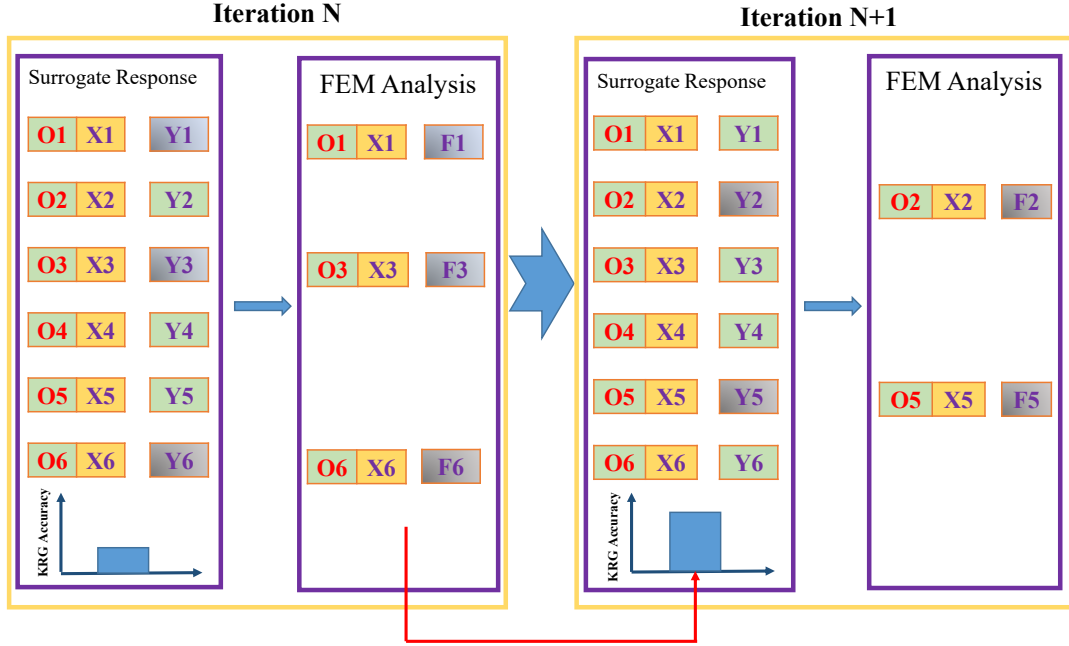 Iteration N
Surrogate Response
O1 X1 Y1
O2 X2 Y2
O3 X3 Y3
O4 X4 Y4
O5 X5 Y5
O6 X6 Y6
KRG Accuracy
FEM Analysis
O1 X1 F1
O3 X3 F3
O6 X6 F6
Iteration N+1
Surrogate Response
O1 X1 Y1
O2 X2 Y2
O3 X3 Y3
O4 X4 Y4
O5 X5 Y5
O6 X6 Y6
KRG Accuracy
FEM Analysis
O2 X2 F2
O5 X5 F5